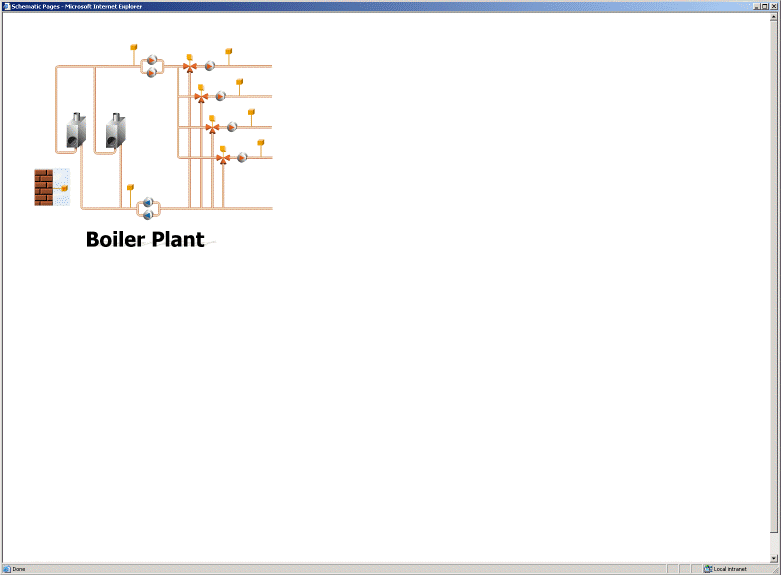 Schematic Pages - Microsoft Internet Explorer
Boiler Plant
Done
Local intranet